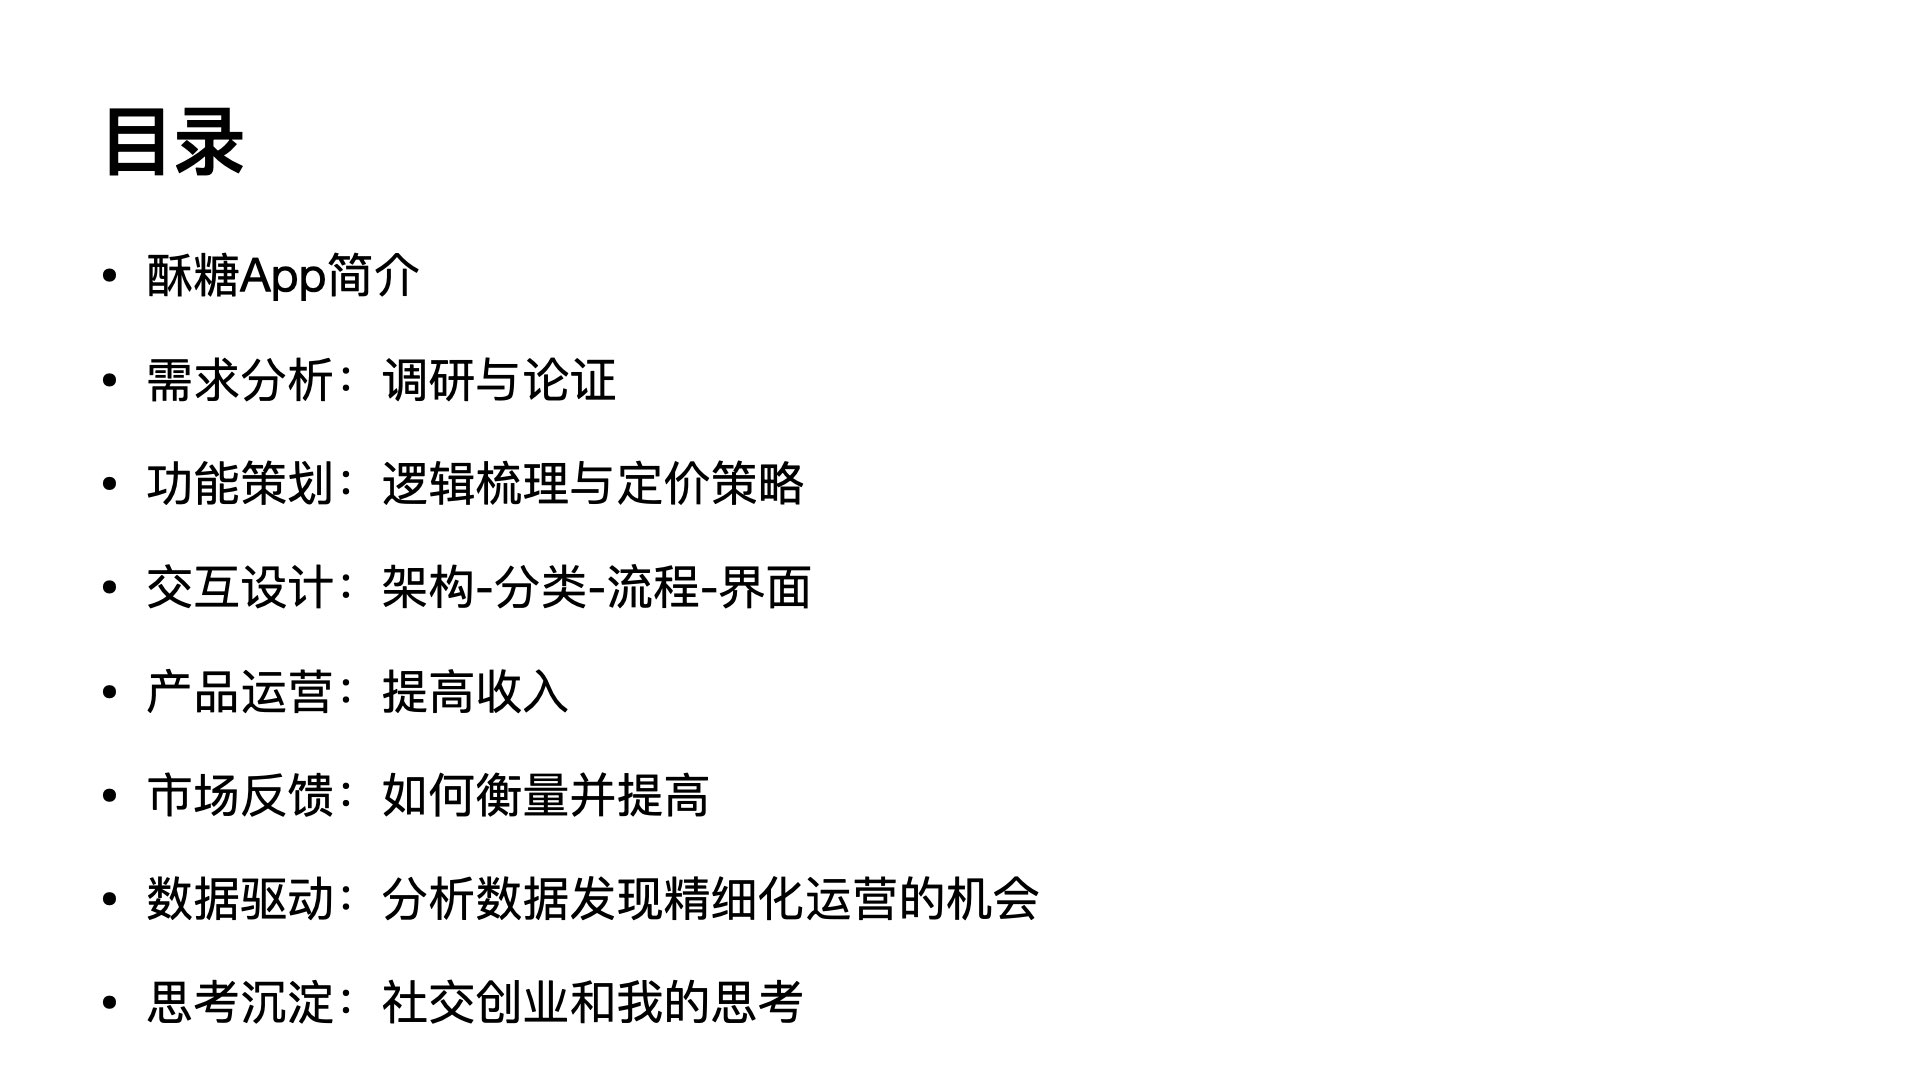 目录
• 酥糖App简介
• 需求分析：调研与论证
• 功能策划：逻辑梳理与定价策略
• 交互设计：架构-分类-流程-界面
• 产品运营：提高收入
• 市场反馈：如何衡量并提高
• 数据驱动：分析数据发现精细化运营的机会
• 思考沉淀：社交创业和我的思考